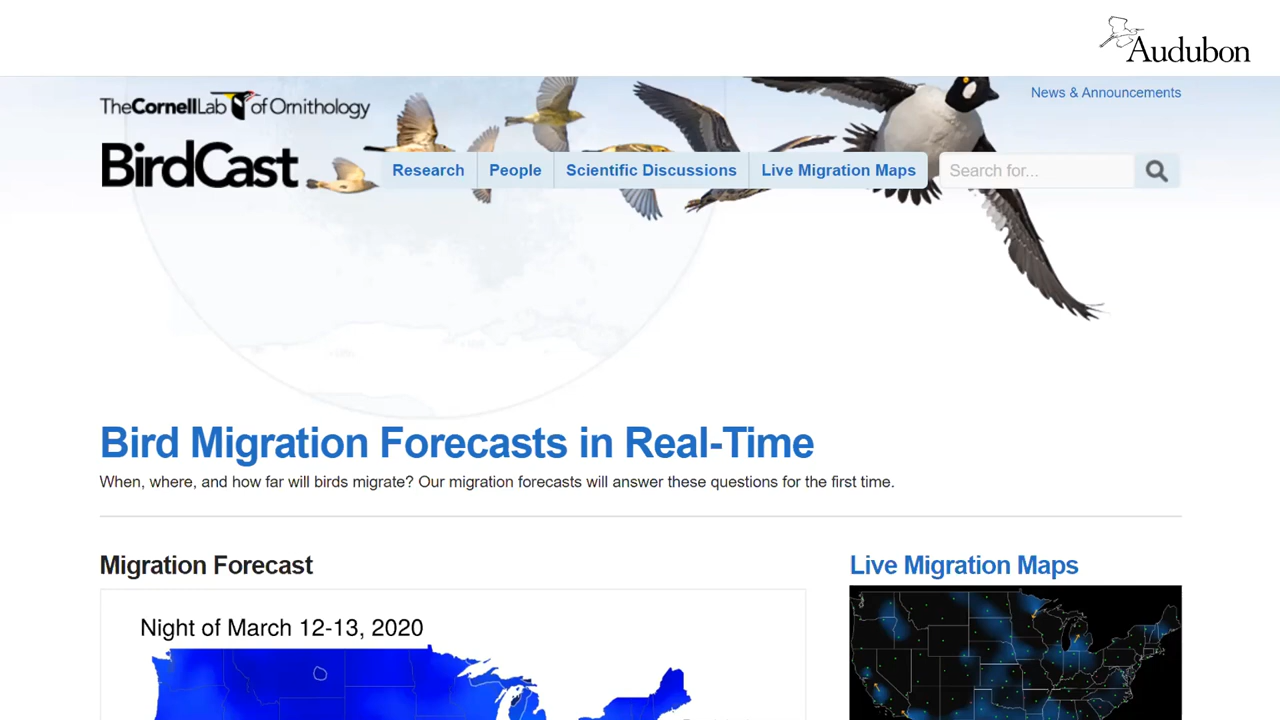 Audubon
News & Announcements
TheCornellLab of Ornithology
BirdCast
Research
People
Scientific Discussions
Live Migration Maps
Search for...
Bird Migration Forecasts in Real-Time
When, where, and how far will birds migrate? Our migration forecasts will answer these questions for the first time.
Migration Forecast
Live Migration Maps
Night of March 12-13, 2020